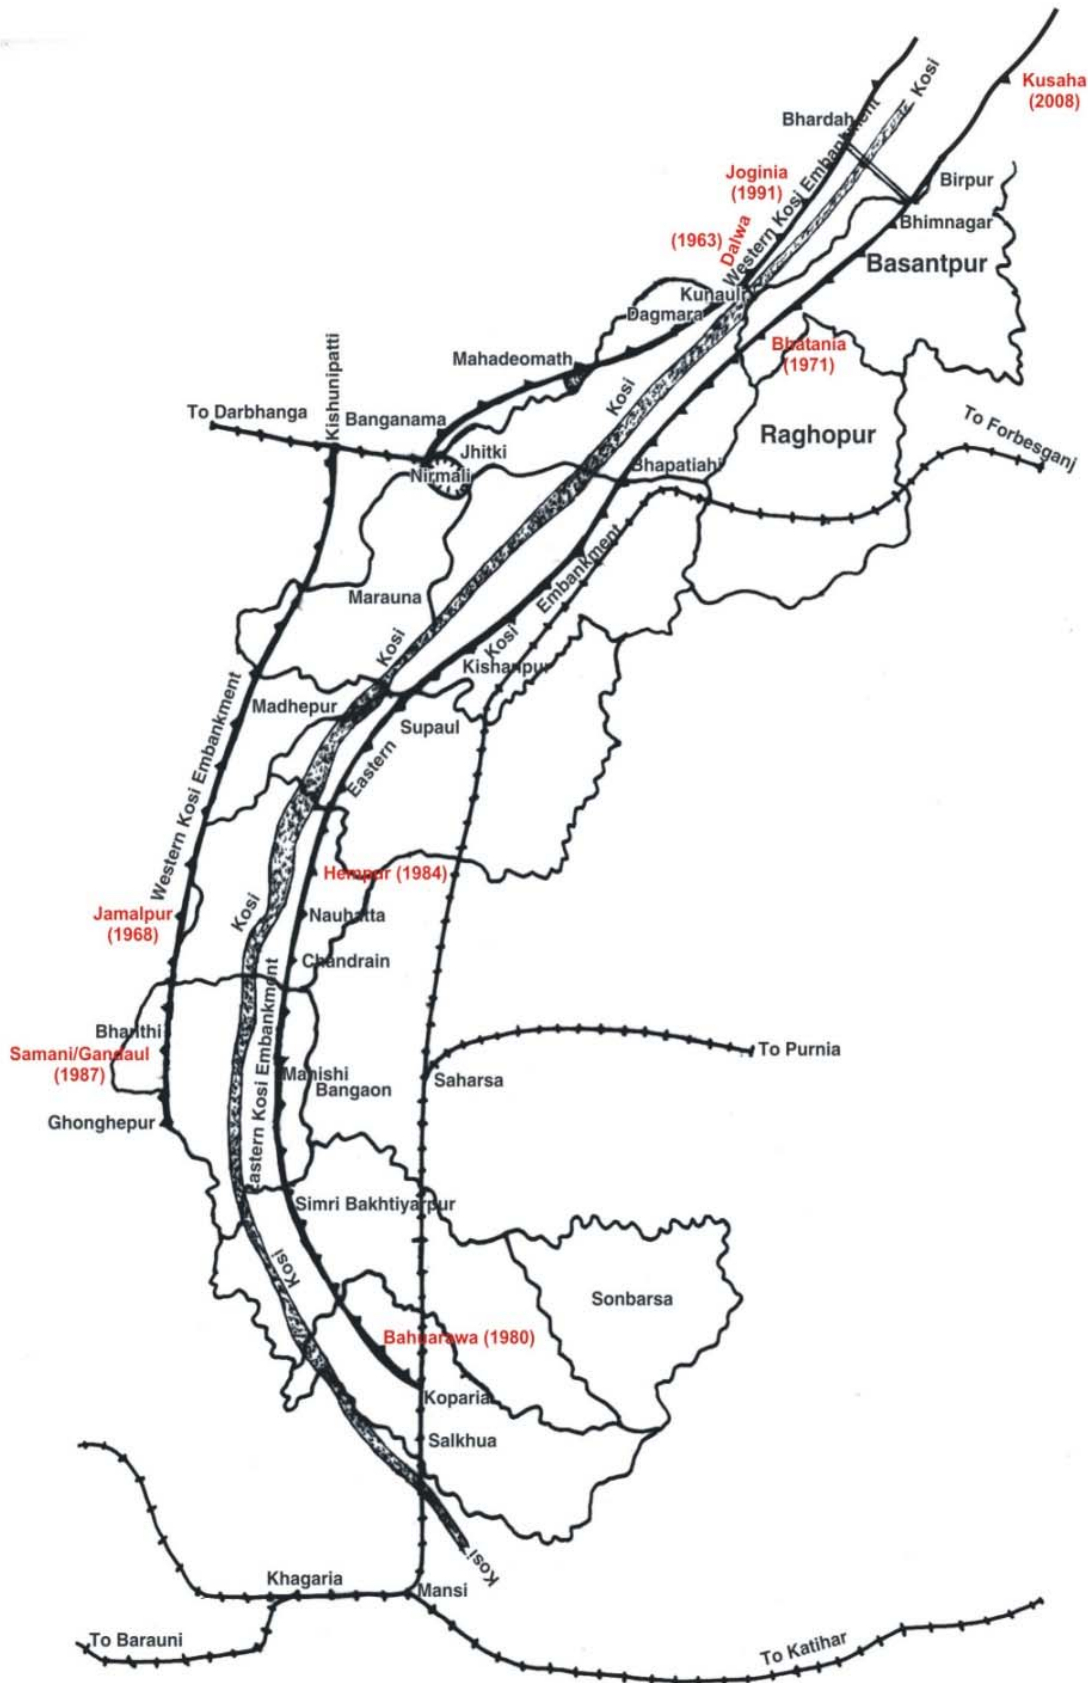 Kosi
Kusaha
(2008)
Bhardah
Western Kosi Embankment
Joginia
(1991)
Birpur
Bhimnagar
(1963)
Dalwa
Basantpur
Kunauli
Dagmara
Bhatania
(1971)
Mahadeomath
Kishunipatti
Kosi
To Darbhanga
Banganama
To Forbesganj
Raghopur
Jhitki
Nirmali
Bhapatiahi
Marauna
Embankment
Kosi
Kosi
Kishanpur
Western Kosi Embankment
Madhepur
Supaul
Eastern
Hempur (1984)
Kosi
Jamalpur
(1968)
Nauhatta
Chandrain
Eastern Kosi Embankment
Bharithi
Samani/Gandaul
(1987)
To Purnia
Mahishi
Bangaon
Saharsa
Ghonghepur
Simri Bakhtiyarpur
Kosi
Sonbarsa
Bahuarawa (1980)
Koparia
Salkhua
Kosi
Khagaria
Mansi
To Barauni
To Katihar